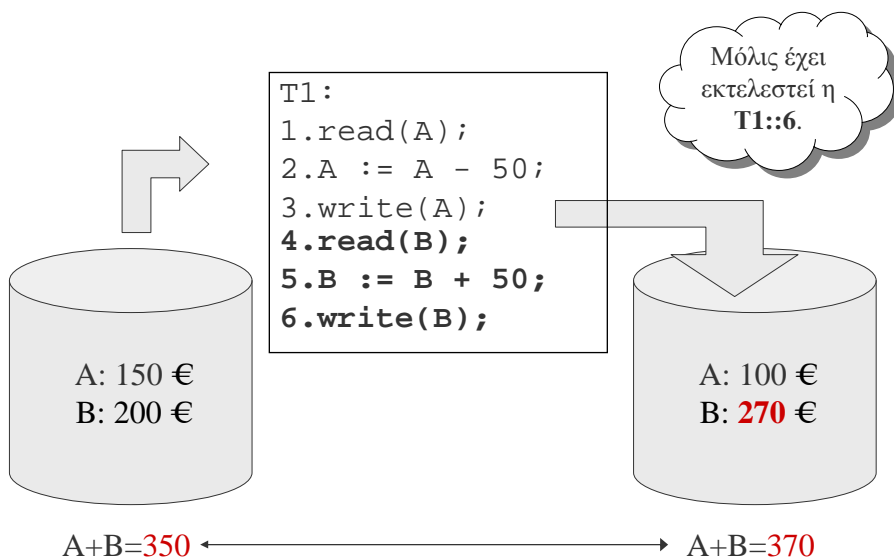 Μόλις έχει
εκτελεστεί η
T1::6.
T1:
1.read(A);
2.A := A - 50;
3.write(A);
4.read(B);
5.B := B + 50;
6.write(B);
A: 150 €
B: 200 €
A: 100 €
B: 270 €
A+B=350
A+B=370